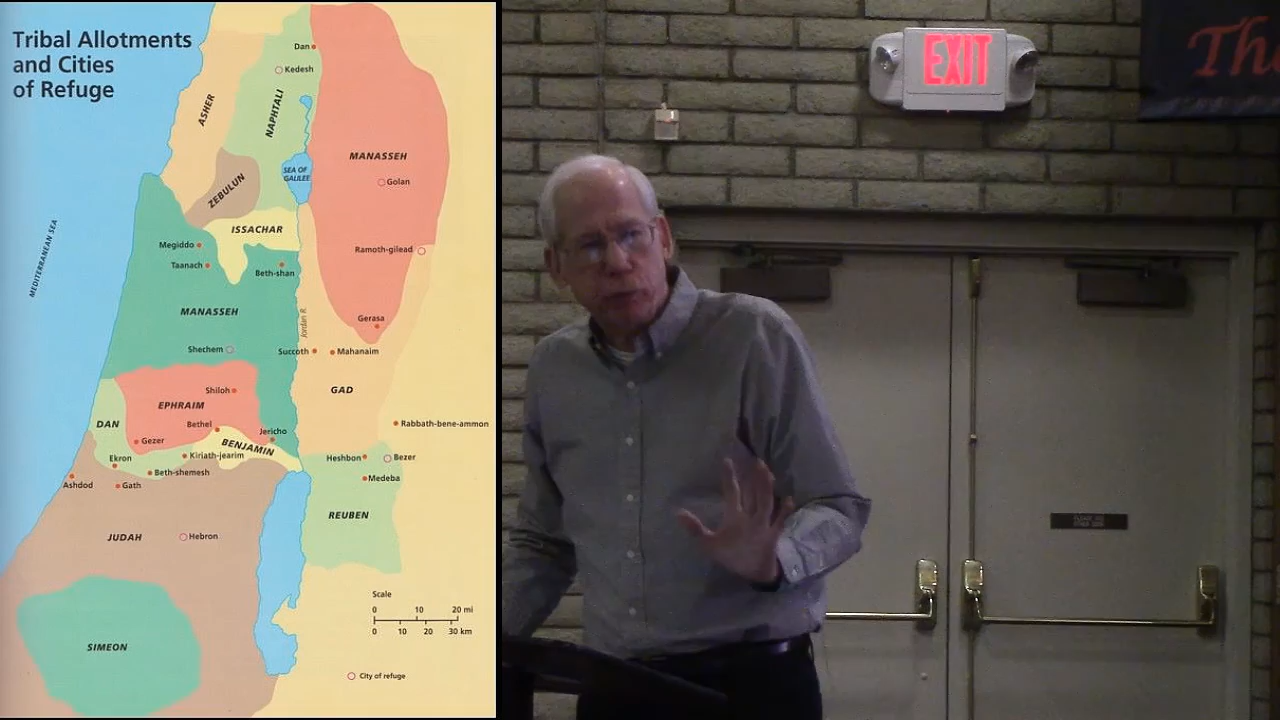 Tribal Allotments
and Cities
of Refuge
Dan
Kedesh
ASHER
NAPHTALI
MANASSEH
SEA OF
GALILEE
Golan
ZEBULUN
ISSACHAR
MEDITERRANEAN SEA
Megiddo
Ramoth-gilead
Taanach
Beth-shan
MANASSEH
Jordan R.
Gerasa
Shechem
Succoth
Mahanaim
Shiloh
GAD
EPHRAIM
DAN
Bethel
Jericho
Rabbath-bene-ammon
Gezer
BENJAMIN
Ekron
Kiriath-jearim
Heshbon
Bezer
Beth-shemesh
Medeba
Ashdod
Gath
REUBEN
JUDAH
Hebron
Scale
0 10 20 mi
0 10 20 30 km
SIMEON
City of refuge
EXIT